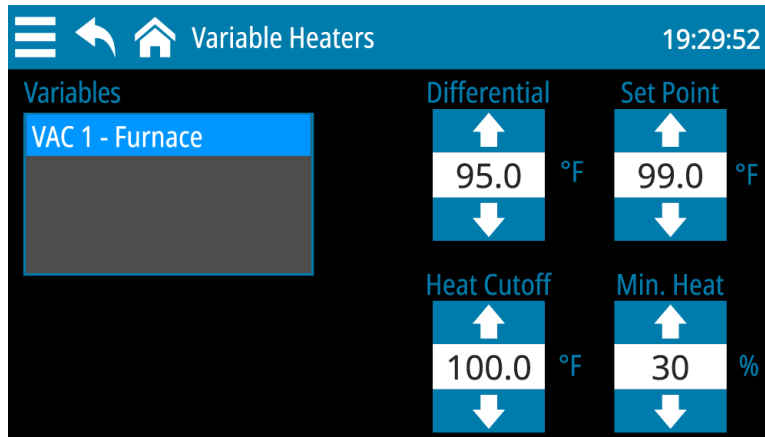 Variable Heaters 19:29:52
Variables
VAC 1 - Furnace
Differential Set Point
95.0 °F 99.0 °F
Heat Cutoff Min. Heat
100.0 °F 30 %